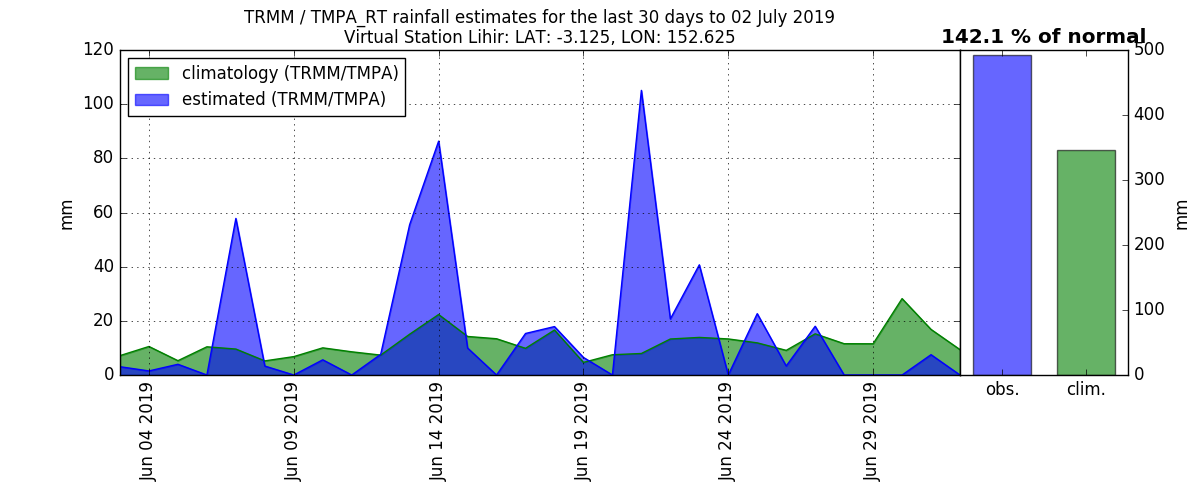 TRMM / TMPA_RT rainfall estimates for the last 30 days to 02 July 2019
Virtual Station Lihir: LAT: -3.125, LON: 152.625
142.1 % of normal
climatology (TRMM/TMPA)
estimated (TRMM/TMPA)
mm
120
100
80
60
40
20
0
Jun 04 2019
Jun 09 2019
Jun 14 2019
Jun 19 2019
Jun 24 2019
Jun 29 2019
obs.
clim.
500
400
300
200
100
0
mm